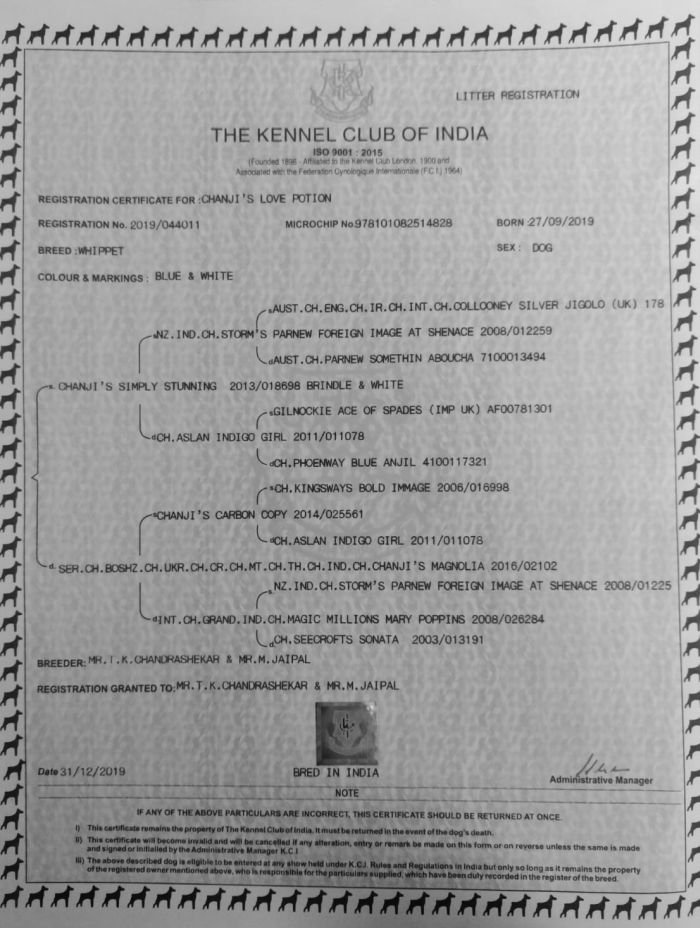 LITTER REGISTRATION
THE KENNEL CLUB OF INDIA
ISO 9001 : 2015
(Founded 1896 - Affiliated to the Kennel Club London, 1900 and
Associated with the Federation Cynologique Internationale (F.C.I.) 1964)
REGISTRATION CERTIFICATE FOR :CHANJI'S LOVE POTION
REGISTRATION No. 2019/044011 MICROCHIP No.978101082514828 BORN 27/09/2019
BREED :WHIPPET SEX : DOG
COLOUR & MARKINGS : BLUE & WHITE
s AUST.CH.ENG.CH.IR.CH.INT.CH.COLLOONEY SILVER JIGOLO (UK) 178
s NZ.IND.CH.STORM'S PARNEW FOREIGN IMAGE AT SHENACE 2008/012259
d AUST.CH.PARNEW SOMETHIN ABOUCHA 7100013494
s. CHANJI'S SIMPLY STUNNING 2013/018698 BRINDLE & WHITE
s GILNOCKIE ACE OF SPADES (IMP UK) AF00781301
d CH.ASLAN INDIGO GIRL 2011/011078
d CH.PHOENWAY BLUE ANJIL 4100117321
s CH.KINGSWAYS BOLD IMMAGE 2006/016998
s CHANJI'S CARBON COPY 2014/025561
d CH.ASLAN INDIGO GIRL 2011/011078
d. SER.CH.BOSHZ.CH.UKR.CH.CR.CH.MT.CH.TH.CH.IND.CH.CHANJI'S MAGNOLIA 2016/02102
s NZ.IND.CH.STORM'S PARNEW FOREIGN IMAGE AT SHENACE 2008/01225
d INT.CH.GRAND.IND.CH.MAGIC MILLIONS MARY POPPINS 2008/026284
d CH.SEECROFTS SONATA 2003/013191
BREEDER: MR.T.K.CHANDRASHEKAR & MR.M.JAIPAL
REGISTRATION GRANTED TO: MR.T.K.CHANDRASHEKAR & MR.M.JAIPAL
Date 31/12/2019 BRED IN INDIA Administrative Manager
NOTE
IF ANY OF THE ABOVE PARTICULARS ARE INCORRECT, THIS CERTIFICATE SHOULD BE RETURNED AT ONCE.
I) This certificate remains the property of The Kennel Club of India. It must be returned in the event of the dog's death.
II) This certificate will become invalid and will be cancelled if any alteration, entry or remark be made on this form or on reverse unless the same is made
and signed or initialled by the Administrative Manager K.C.I
III) The above described dog is eligible to be entered at any show held under K.C.I. Rules and Regulations in India but only so long as it remains the property
of the registered owner mentioned above, who is responsible for the particulars supplied, which have been duly recorded in the register of the breed.